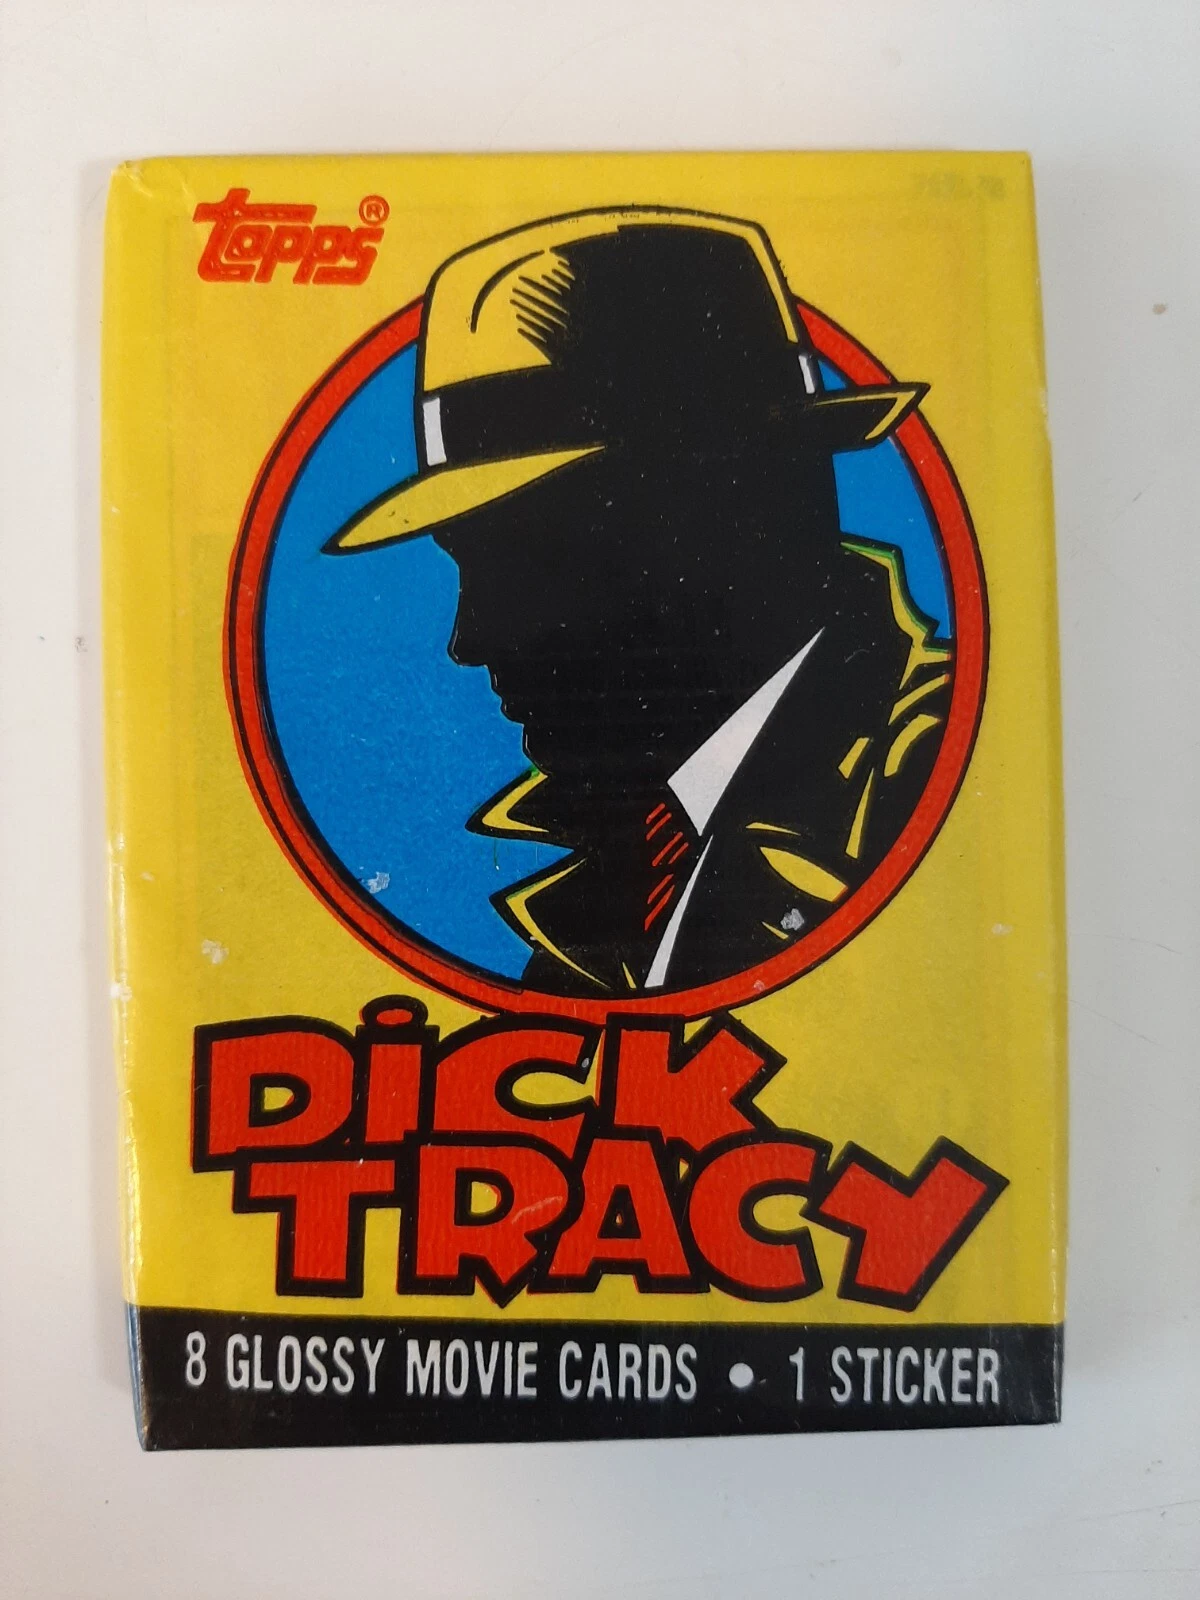 topps®
DiCK
TRACY
8 GLOSSY MOVIE CARDS • 1 STICKER